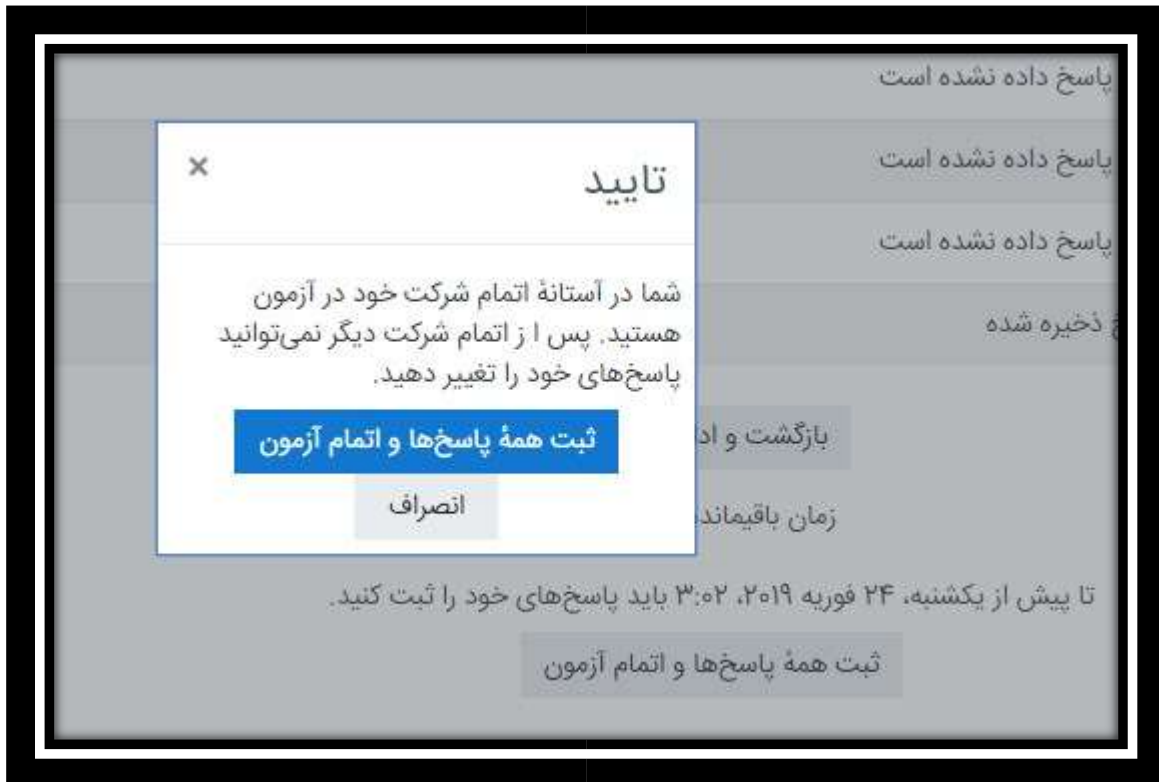 پاسخ داده نشده است
پاسخ داده نشده است
پاسخ داده نشده است
ذخیره شده
×
تایید
شما در آستانهٔ اتمام شرکت خود در آزمون
هستید. پس ا ز اتمام شرکت دیگر نمی‌توانید
پاسخ‌های خود را تغییر دهید.
ثبت همهٔ پاسخ‌ها و اتمام آزمون
انصراف
بازگشت و
زمان
تا پیش از یکشنبه، ۲۴ فوریه ۲۰۱۹، ۳:۰۲ باید پاسخ‌های خود را ثبت کنید.
ثبت همهٔ پاسخ‌ها و اتمام آزمون